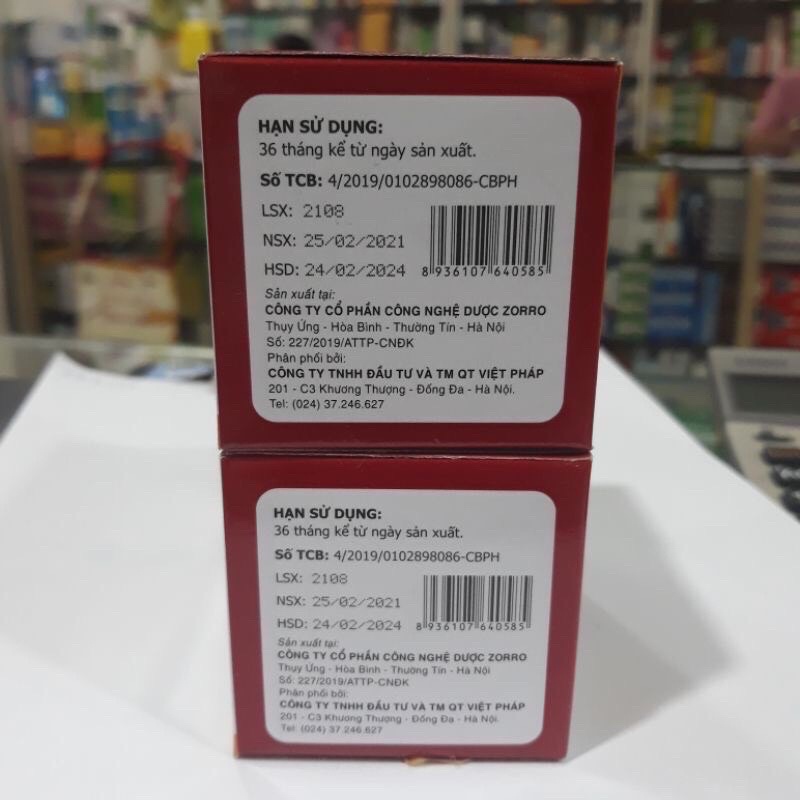 HẠN SỬ DỤNG:
36 tháng kể từ ngày sản xuất.
Số TCB: 4/2019/0102898086-CBPH
LSX: 2108
NSX: 25/02/2021
HSD: 24/02/2024
8 936107 640585
Sản xuất tại:
CÔNG TY CỔ PHẦN CÔNG NGHỆ DƯỢC ZORRO
Thụy Ứng - Hòa Bình - Thường Tín - Hà Nội
Số: 227/2019/ATTP-CNĐK
Phân phối bởi:
CÔNG TY TNHH ĐẦU TƯ VÀ TM QT VIỆT PHÁP
201 - C3 Khương Thượng - Đống Đa - Hà Nội.
Tel: (024) 37.246.627
HẠN SỬ DỤNG:
36 tháng kể từ ngày sản xuất.
Số TCB: 4/2019/0102898086-CBPH
LSX: 2108
NSX: 25/02/2021
HSD: 24/02/2024
8 936107 640585
Sản xuất tại:
CÔNG TY CỔ PHẦN CÔNG NGHỆ DƯỢC ZORRO
Thụy Ứng - Hòa Bình - Thường Tín - Hà Nội
Số: 227/2019/ATTP-CNĐK
Phân phối bởi:
CÔNG TY TNHH ĐẦU TƯ VÀ TM QT VIỆT PHÁP
201 - C3 Khương Thượng - Đống Đa - Hà Nội.
Tel: (024) 37.246.627